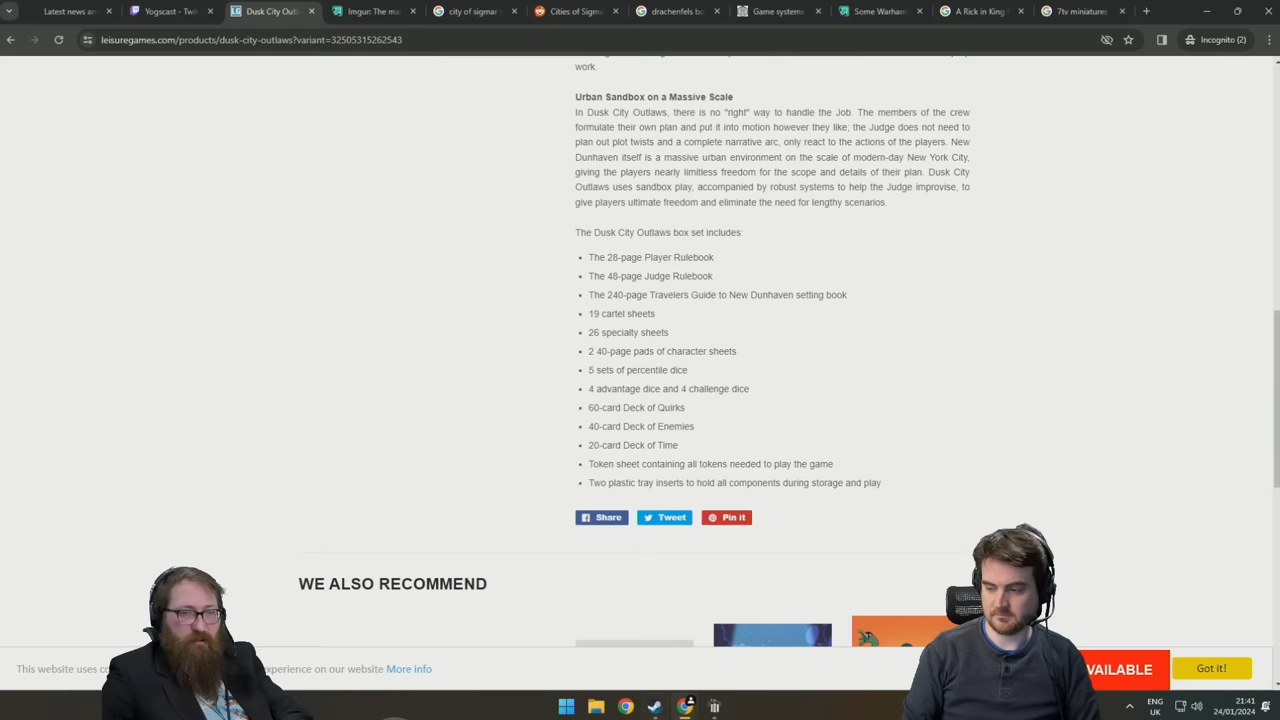 Latest news an
Yogscast - Twit
Dusk City Outla
Imgur: The ma
city of sigmar
Cities of Sigm
drachenfels bo
Game systems
Some Warham
A Rick in King
7tv miniatures
leisuregames.com/products/dusk-city-outlaws?variant=32505315262543
Incognito (2)
work.
Urban Sandbox on a Massive Scale
In Dusk City Outlaws, there is no "right" way to handle the Job. The members of the crew
formulate their own plan and put it into motion however they like; the Judge does not need to
plan out plot twists and a complete narrative arc, only react to the actions of the players. New
Dunhaven itself is a massive urban environment on the scale of modern-day New York City,
giving the players nearly limitless freedom for the scope and details of their plan. Dusk City
Outlaws uses sandbox play, accompanied by robust systems to help the Judge improvise, to
give players ultimate freedom and eliminate the need for lengthy scenarios.
The Dusk City Outlaws box set includes:
• The 28-page Player Rulebook
• The 48-page Judge Rulebook
• The 240-page Travelers Guide to New Dunhaven setting book
• 19 cartel sheets
• 26 specialty sheets
• 2 40-page pads of character sheets
• 5 sets of percentile dice
• 4 advantage dice and 4 challenge dice
• 60-card Deck of Quirks
• 40-card Deck of Enemies
• 20-card Deck of Time
• Token sheet containing all tokens needed to play the game
• Two plastic tray inserts to hold all components during storage and play
Share Tweet Pin it
WE ALSO RECOMMEND
This website uses co xperience on our website More info
VAILABLE
Got it!
ENG
UK
21:41
24/01/2024